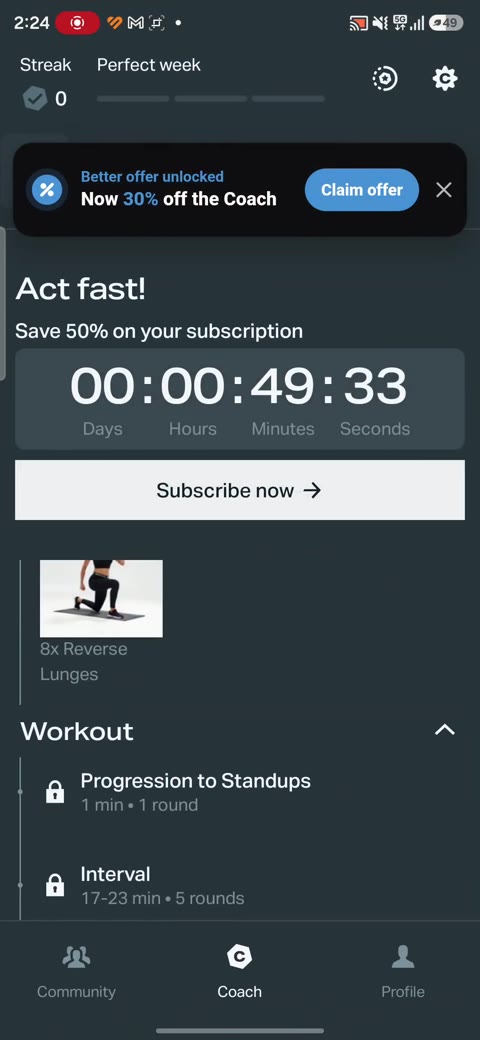 2:24
5G
49
Streak
Perfect week
0
Better offer unlocked
Now 30% off the Coach
Claim offer
Act fast!
Save 50% on your subscription
00:00:49:33
Days Hours Minutes Seconds
Subscribe now →
8x Reverse
Lunges
Workout
Progression to Standups
1 min • 1 round
Interval
17-23 min • 5 rounds
Community
Coach
Profile